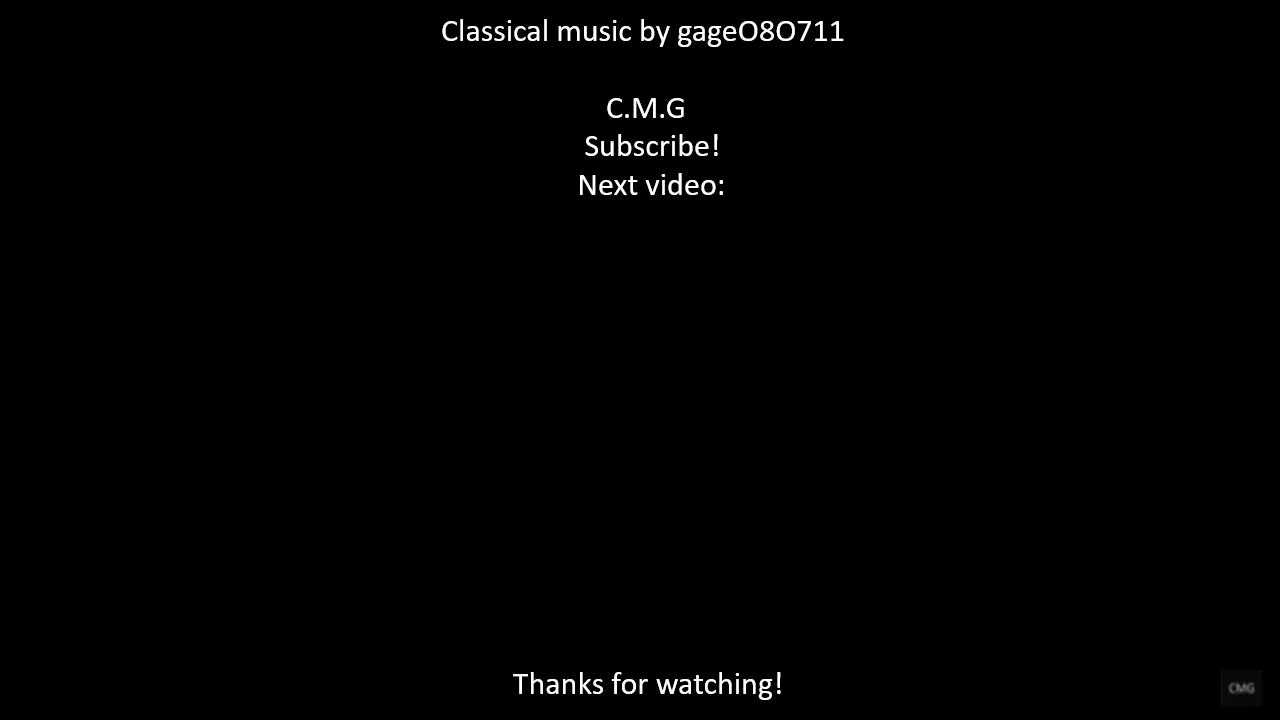 Classical music by gageO8O711
C.M.G
Subscribe!
Next video:
Thanks for watching!
CMG